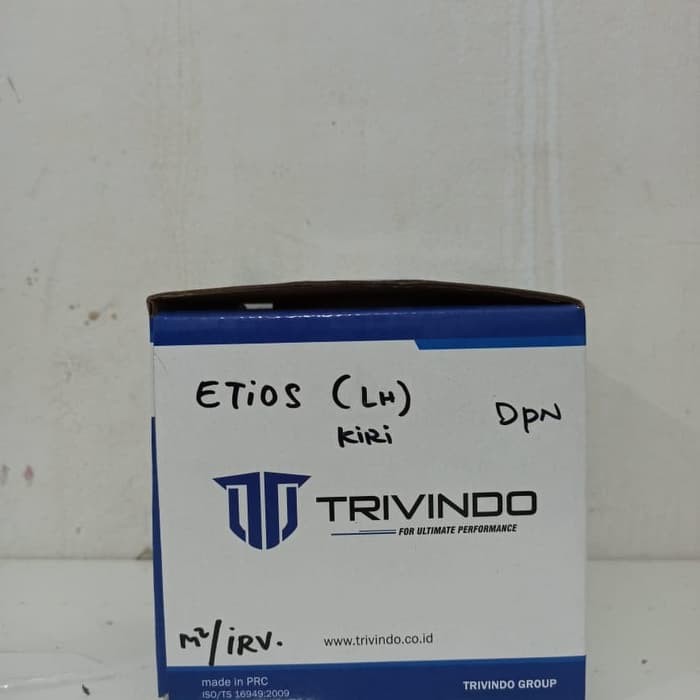 ETiOS (LH)
KiRi
DPN
TRIVINDO
FOR ULTIMATE PERFORMANCE
m²/iRV.
www.trivindo.co.id
made in PRC
ISO/TS 16949:2009
TRIVINDO GROUP